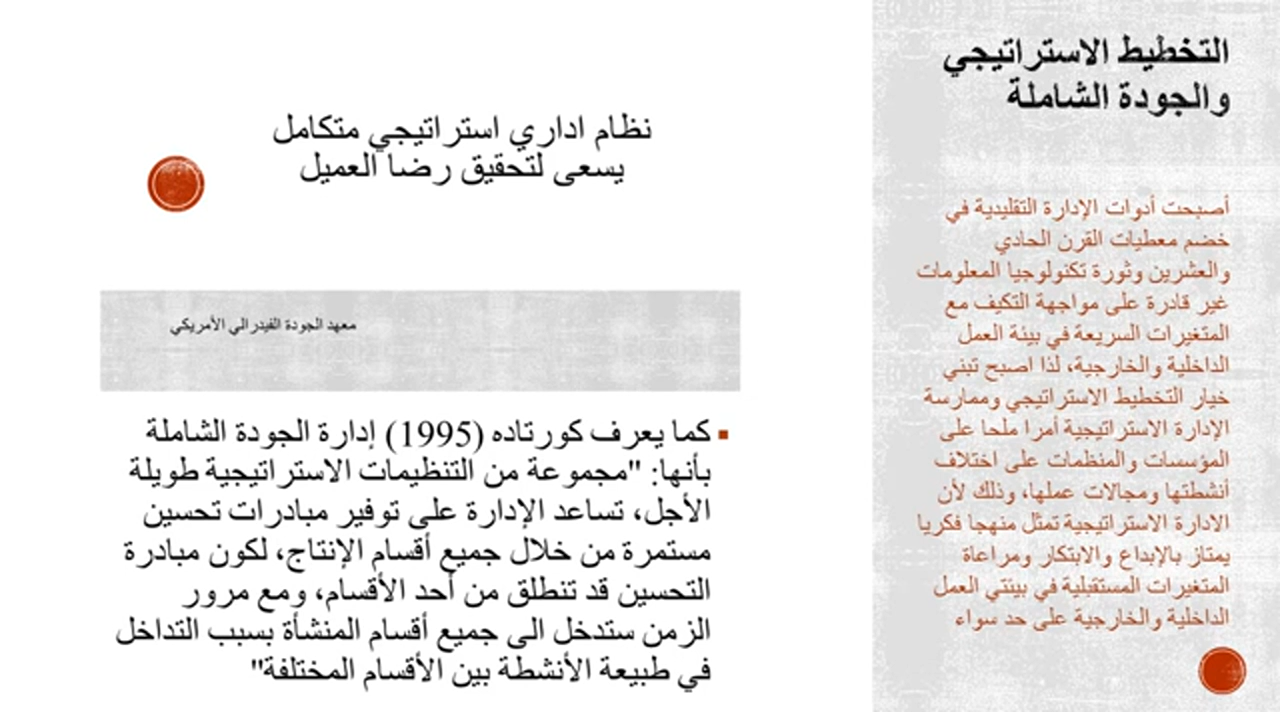 التخطيط الاستراتيجي
والجودة الشاملة
أصبحت أدوات الإدارة التقليدية في
خضم معطيات القرن الحادي
والعشرين وثورة تكنولوجيا المعلومات
غير قادرة على مواجهة التكيف مع
المتغيرات السريعة في بيئة العمل
الداخلية والخارجية، لذا اصبح تبني
خيار التخطيط الاستراتيجي وممارسة
الإدارة الاستراتيجية أمرا ملحا على
المؤسسات والمنظمات على اختلاف
أنشطتها ومجالات عملها، وذلك لأن
الادارة الاستراتيجية تمثل منهجا فكريا
يمتاز بالإبداع والابتكار ومراعاة
المتغيرات المستقبلية في بيئتي العمل
الداخلية والخارجية على حد سواء
نظام اداري استراتيجي متكامل
يسعى لتحقيق رضا العميل
معهد الجودة الفيدرالي الأمريكي
▪ كما يعرف كورتاده (1995) إدارة الجودة الشاملة
بأنها: "مجموعة من التنظيمات الاستراتيجية طويلة
الأجل، تساعد الإدارة على توفير مبادرات تحسين
مستمرة من خلال جميع أقسام الإنتاج، لكون مبادرة
التحسين قد تنطلق من أحد الأقسام، ومع مرور
الزمن ستدخل الى جميع أقسام المنشأة بسبب التداخل
في طبيعة الأنشطة بين الأقسام المختلفة"